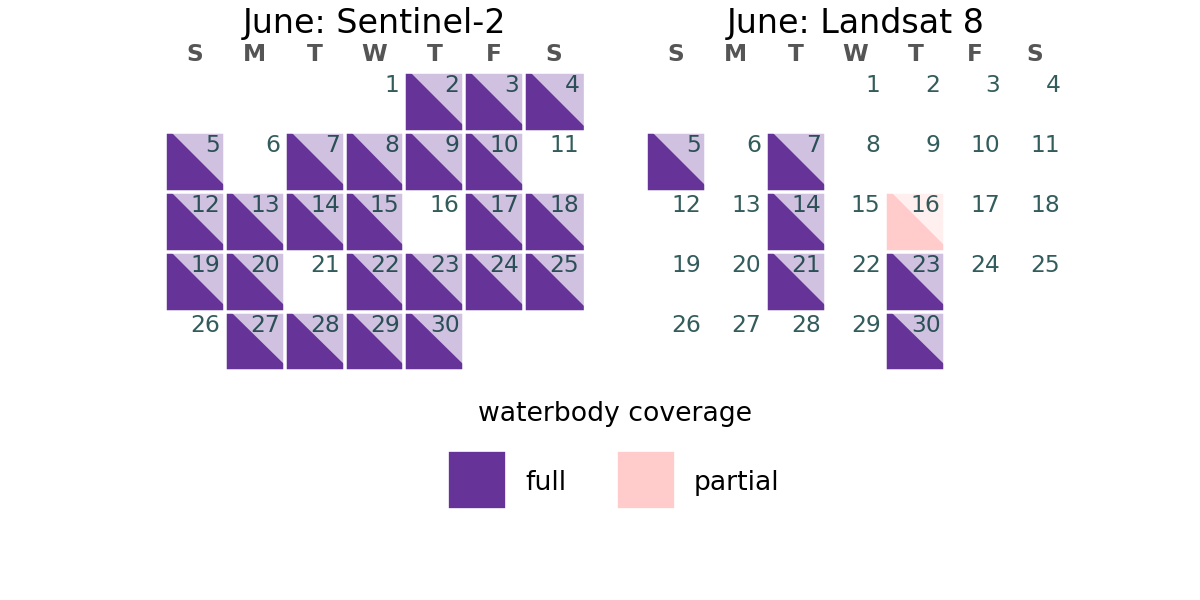 June: Sentinel-2
S M T W T F S
1 2 3 4
5 6 7 8 9 10 11
12 13 14 15 16 17 18
19 20 21 22 23 24 25
26 27 28 29 30
June: Landsat 8
S M T W T F S
1 2 3 4
5 6 7 8 9 10 11
12 13 14 15 16 17 18
19 20 21 22 23 24 25
26 27 28 29 30
waterbody coverage
full
partial